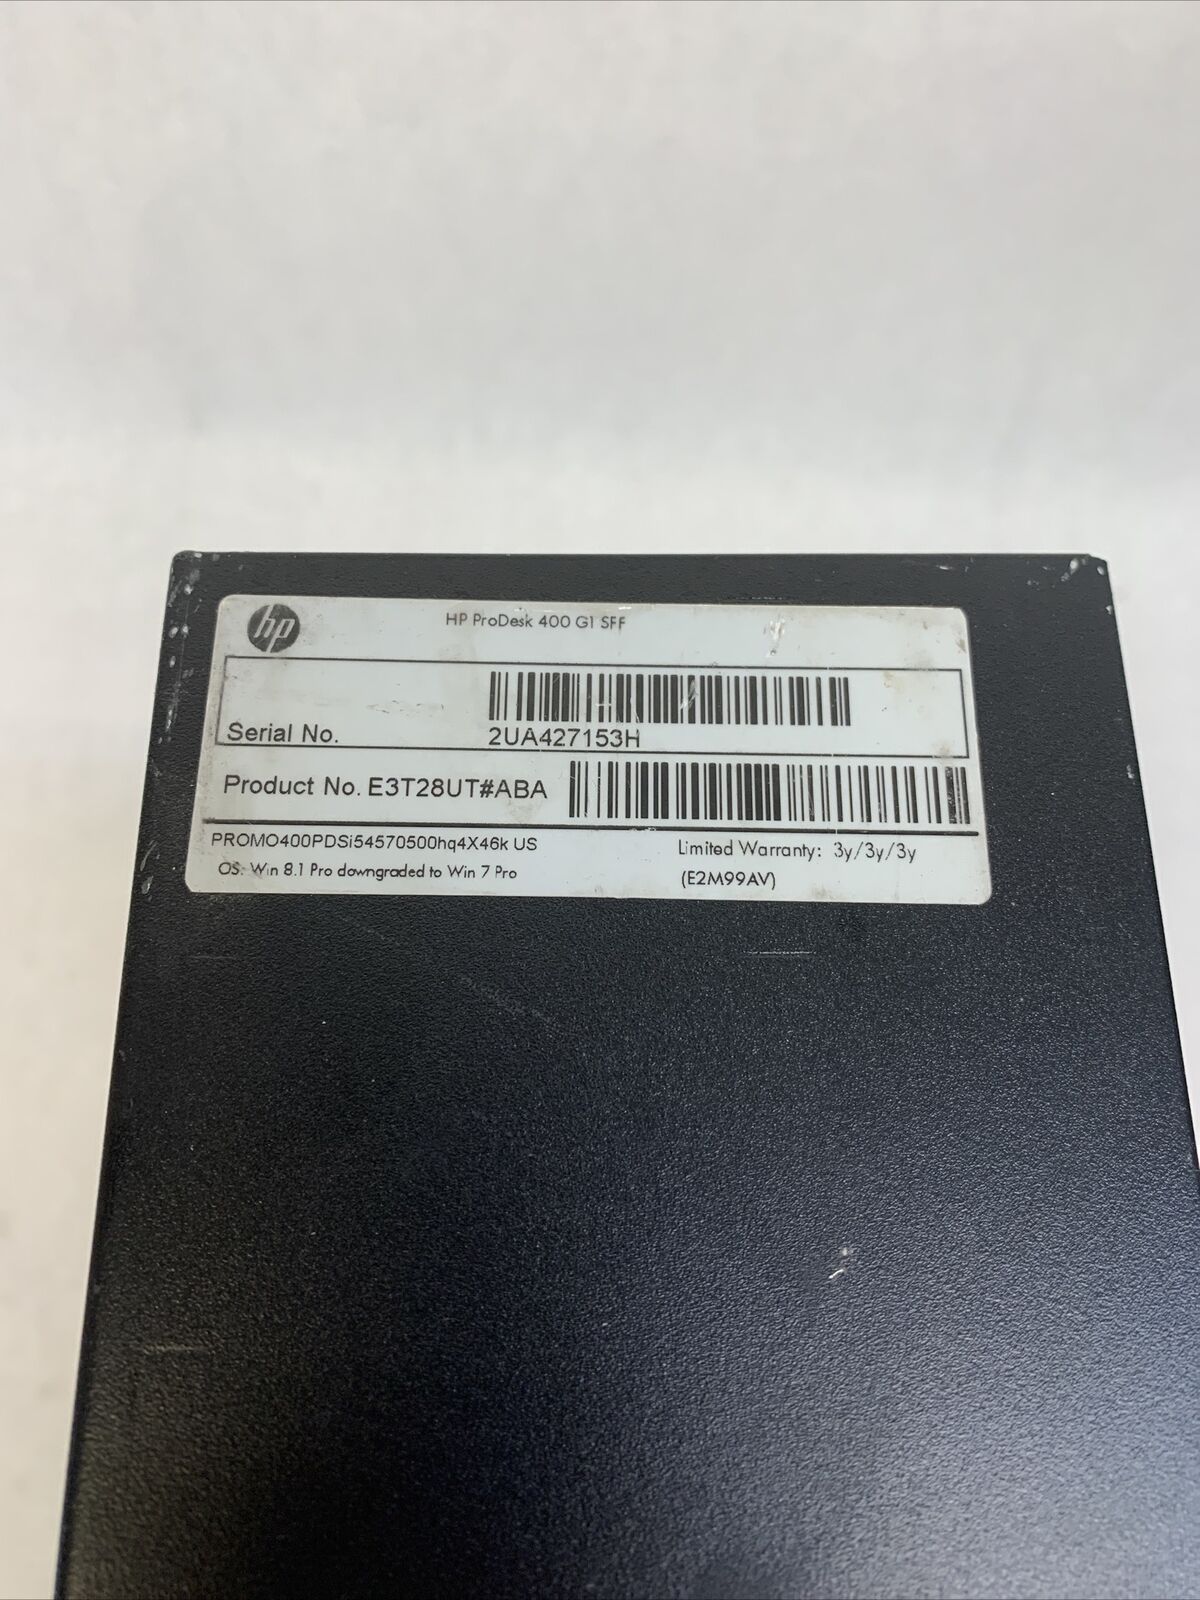 hp
HP ProDesk 400 G1 SFF
Serial No.
2UA427153H
Product No. E3T28UT#ABA
PROMO400PDSi54570500hq4X46k US
Limited Warranty: 3y/3y/3y
OS: Win 8.1 Pro downgraded to Win 7 Pro
(E2M99AV)